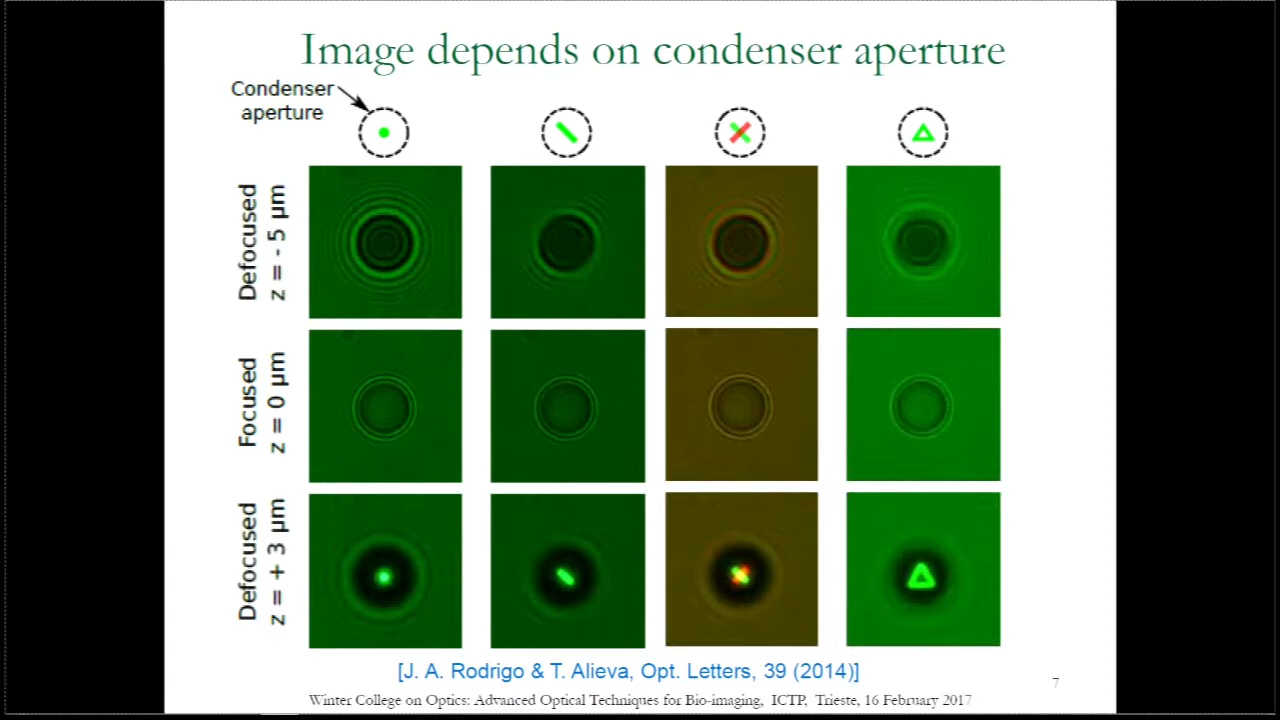 Image depends on condenser aperture
Condenser
aperture
Defocused
z = - 5 µm
Focused
z = 0 µm
Defocused
z = + 3 µm
[J. A. Rodrigo & T. Alieva, Opt. Letters, 39 (2014)]
7
Winter College on Optics: Advanced Optical Techniques for Bio-imaging, ICTP, Trieste, 16 February 2017